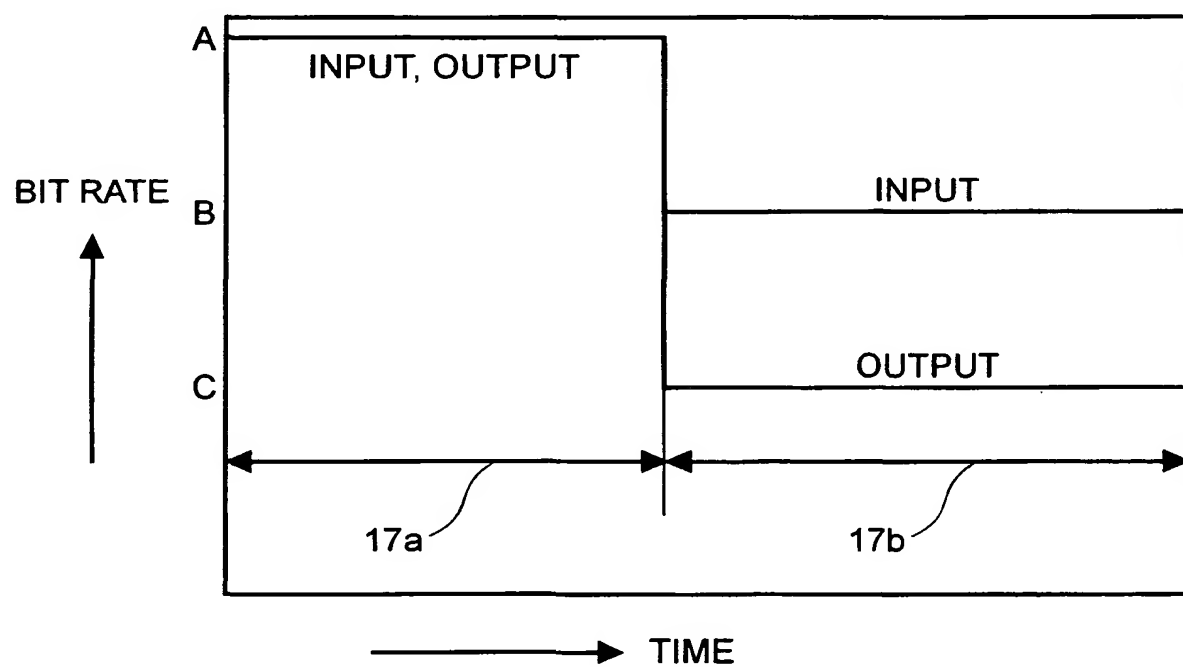 A
INPUT, OUTPUT
BIT RATE
B
INPUT
C
OUTPUT
17a
17b
TIME